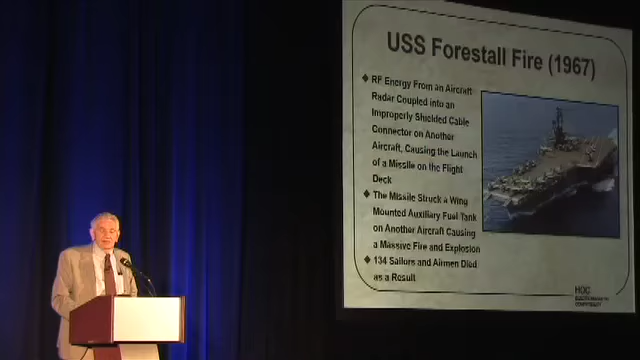 USS Forestall Fire (1967)
RF Energy From an Aircraft
Radar Coupled into an
Improperly Shielded Cable
Connector on Another
Aircraft, Causing the Launch
of a Missile on the Flight
Deck
The Missile Struck a Wing
Mounted Auxiliary Fuel Tank
on Another Aircraft Causing
a Massive Fire and Explosion
134 Sailors and Airmen Died
as a Result
HOC
ELECTROMAGNETIC
COMPATIBILITY